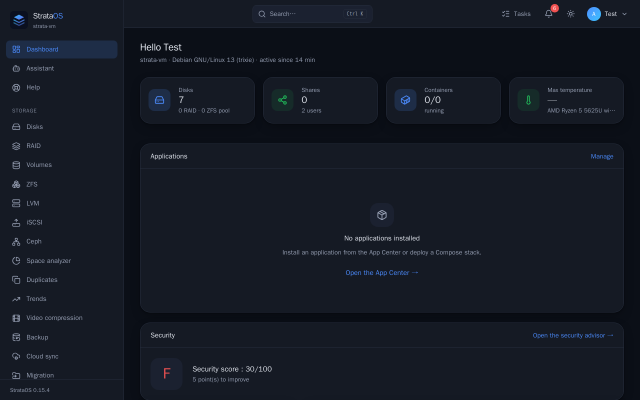 StrataOS
strata-vm
Search···
Ctrl K
Tasks
6
A
Test
Dashboard
Assistant
Help
STORAGE
Disks
RAID
Volumes
ZFS
LVM
iSCSI
Ceph
Space analyzer
Duplicates
Trends
Video compression
Backup
Cloud sync
Migration
StrataOS 0.15.4
Hello Test
strata-vm · Debian GNU/Linux 13 (trixie) · active since 14 min
Disks
7
0 RAID · 0 ZFS pool
Shares
0
2 users
Containers
0/0
running
Max temperature
—
AMD Ryzen 5 5625U wi···
Applications
Manage
No applications installed
Install an application from the App Center or deploy a Compose stack.
Open the App Center →
Security
Open the security advisor →
F
Security score : 30/100
5 point(s) to improve